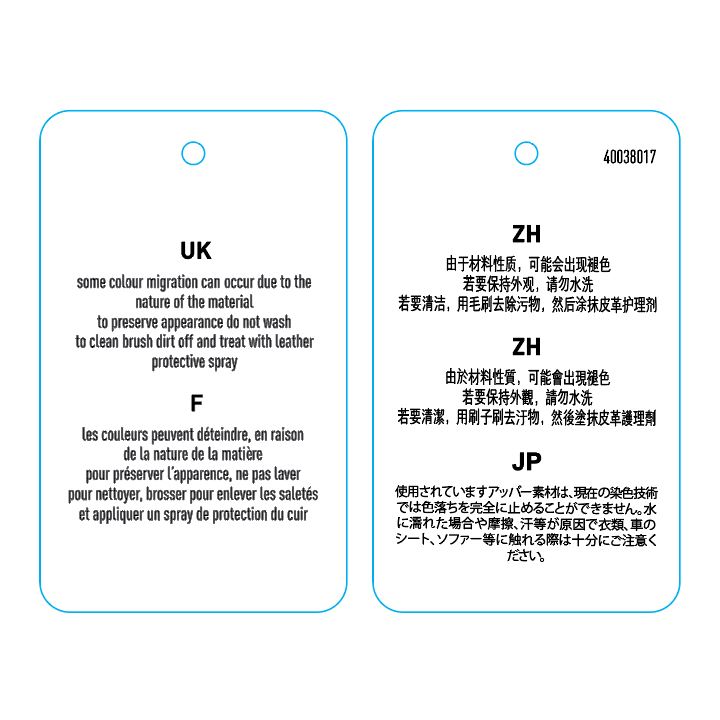 UK
some colour migration can occur due to the
nature of the material
to preserve appearance do not wash
to clean brush dirt off and treat with leather
protective spray
F
les couleurs peuvent déteindre, en raison
de la nature de la matière
pour préserver l'apparence, ne pas laver
pour nettoyer, brosser pour enlever les saletés
et appliquer un spray de protection du cuir
40038017
ZH
由于材料性质，可能会出现褪色
若要保持外观，请勿水洗
若要清洁，用毛刷去除污物，然后涂抹皮革护理剂
ZH
由於材料性質，可能會出現褪色
若要保持外觀，請勿水洗
若要清潔，用刷子刷去汙物，然後塗抹皮革護理劑
JP
使用されていますアッパー素材は、現在の染色技術
では色落ちを完全に止めることができません。水
に濡れた場合や摩擦、汗等が原因で衣類、車の
シート、ソファー等に触れる際は十分にご注意く
ださい。